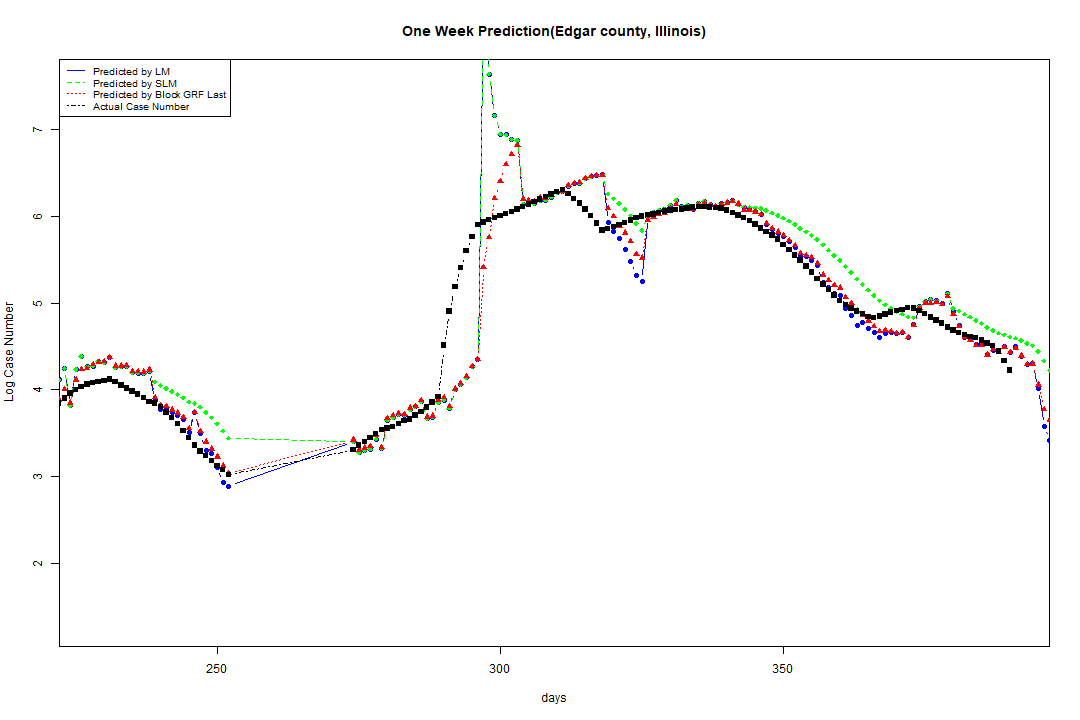 One Week Prediction(Edgar county, Illinois)
Predicted by LM
Predicted by SLM
Predicted by Block GRF Last
Actual Case Number
Log Case Number
7
6
5
4
3
2
250
300
350
days